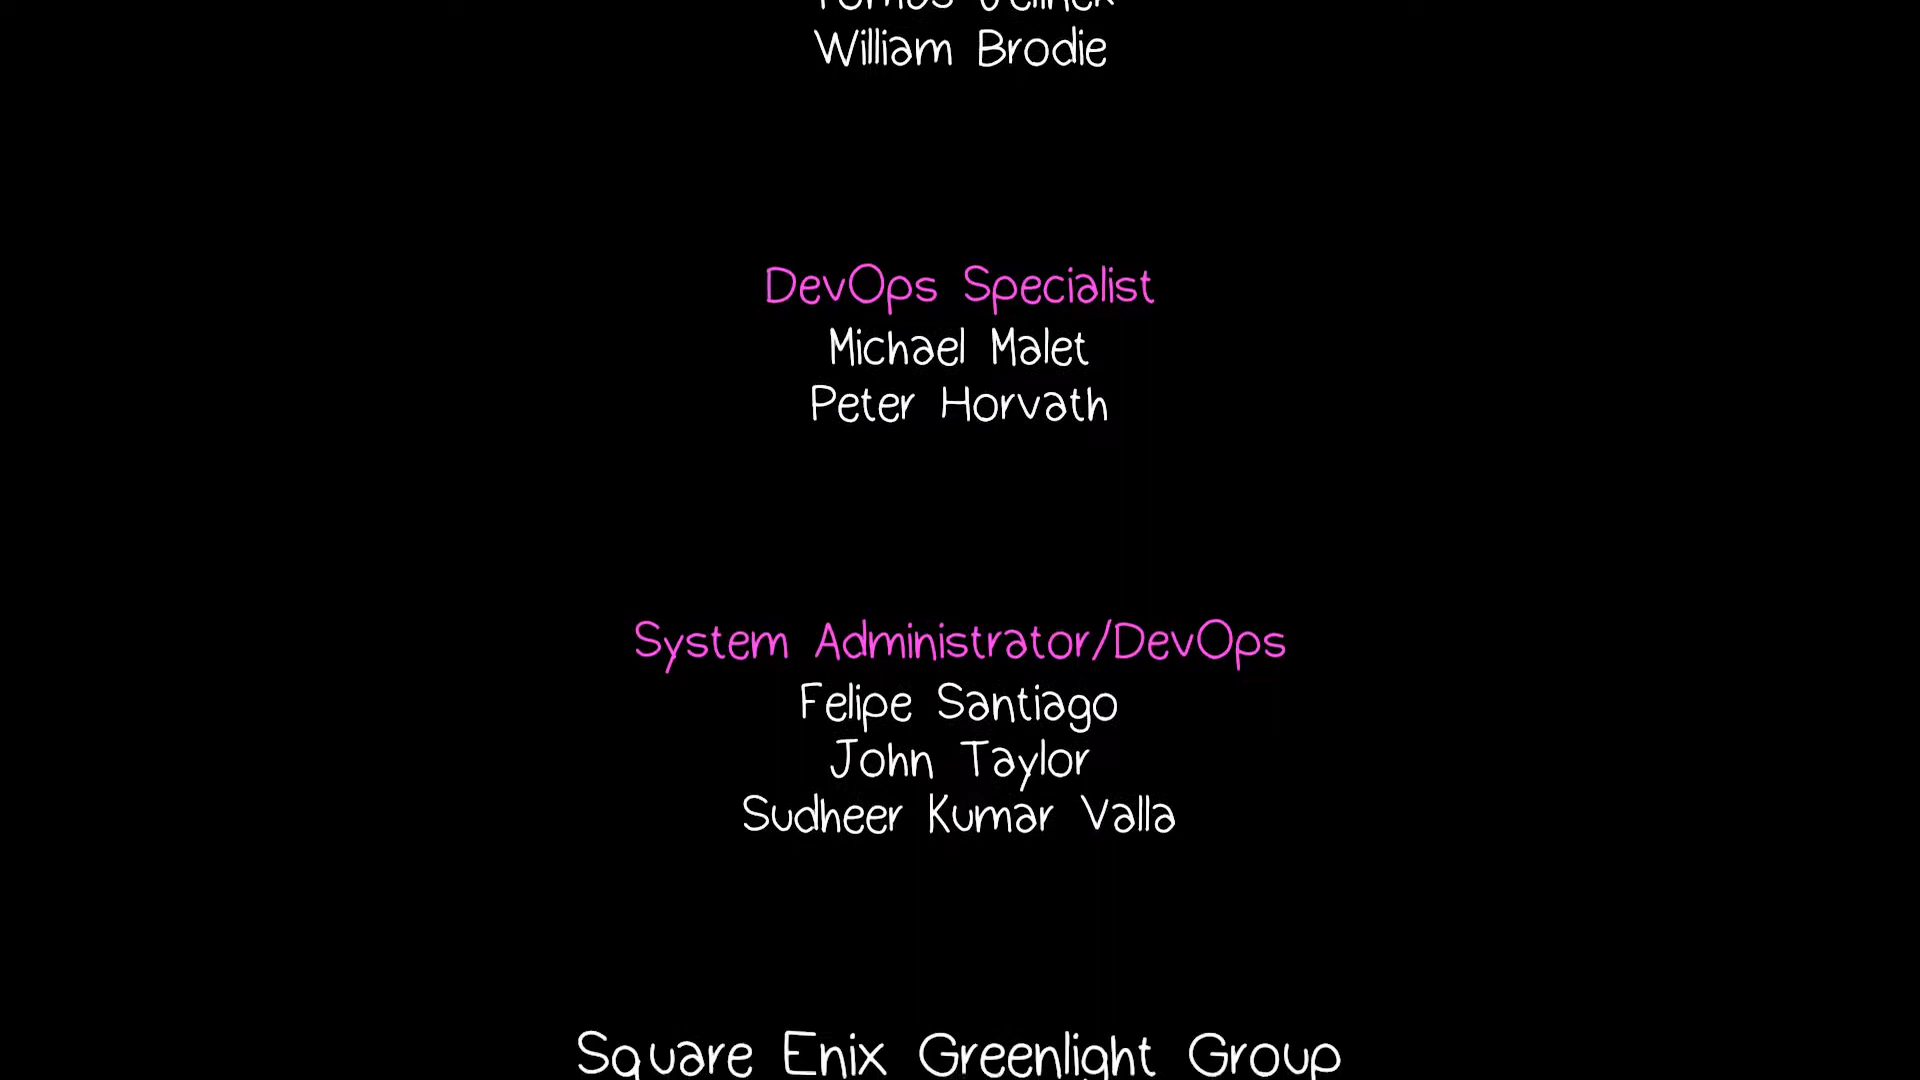 William Brodie
DevOps Specialist
Michael Malet
Peter Horvath
System Administrator/DevOps
Felipe Santiago
John Taylor
Sudheer Kumar Valla
Square Enix Greenlight Group